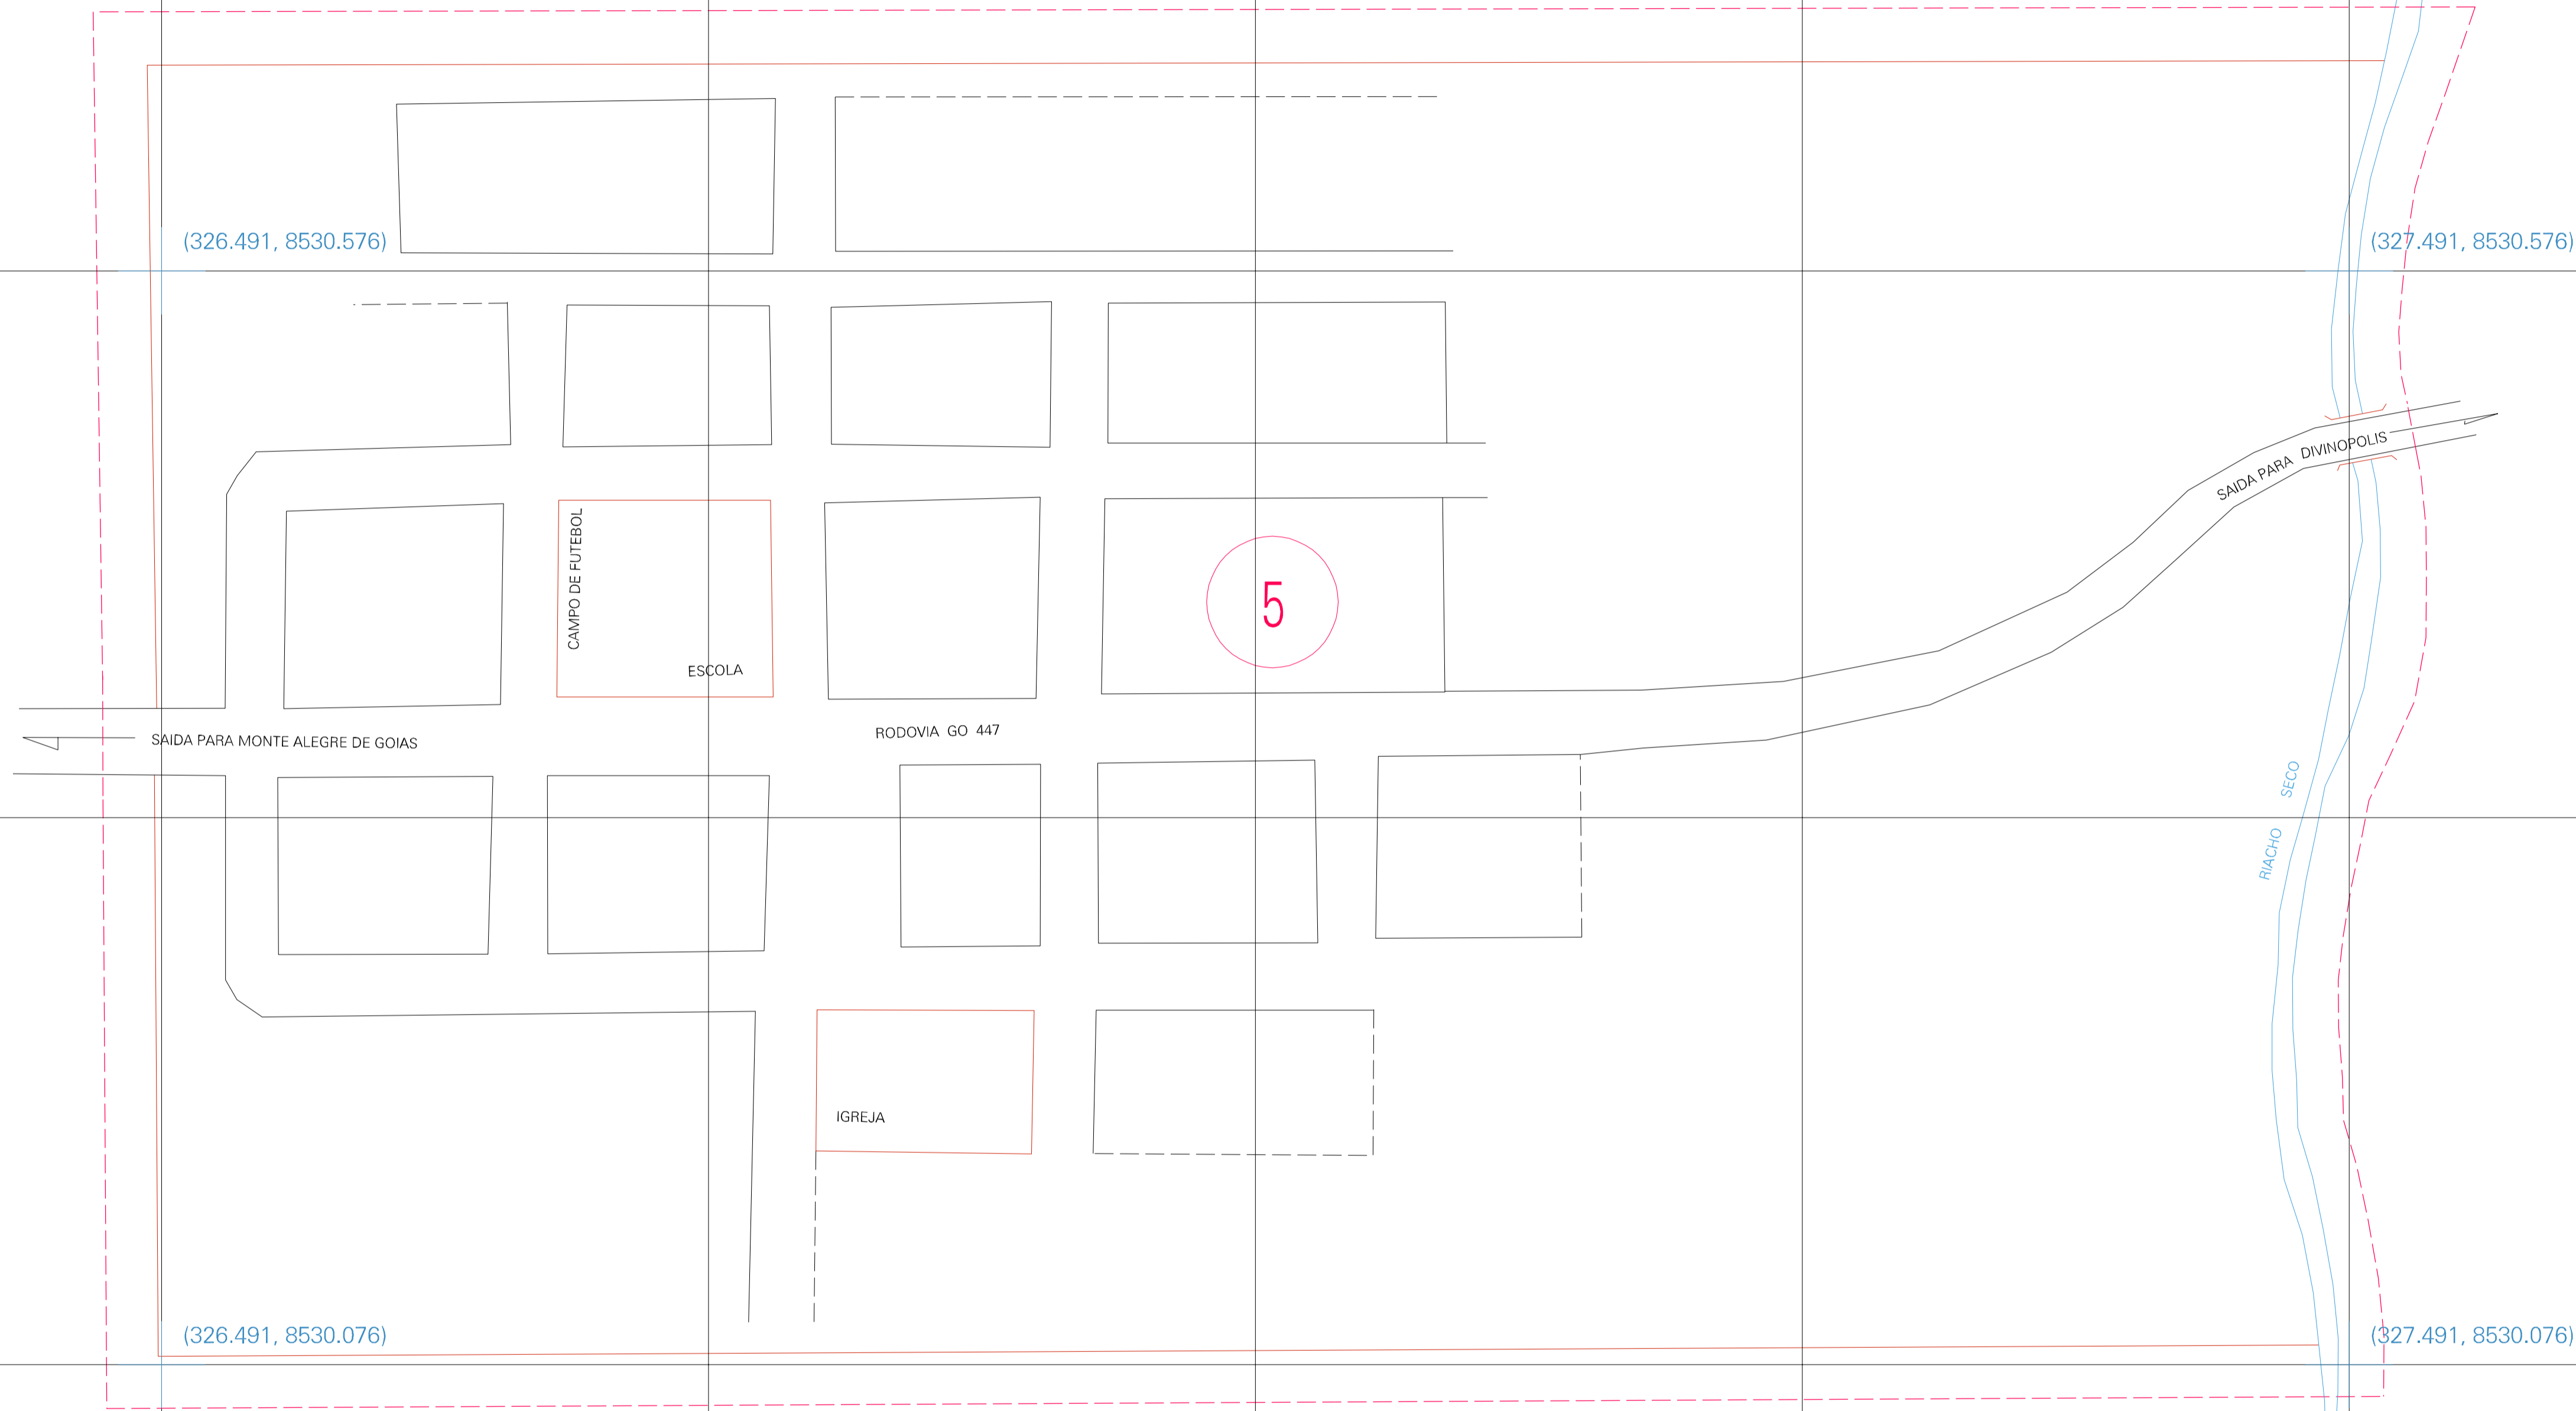 (326.491, 8530.576)
(327.491, 8530.576)
SAIDA PARA DIVINOPOLIS
CAMPO DE FUTEBOL
5
ESCOLA
RODOVIA GO 447
SAIDA PARA MONTE ALEGRE DE GOIAS
RIACHO SECO
IGREJA
(326.491, 8530.076)
(327.491, 8530.076)